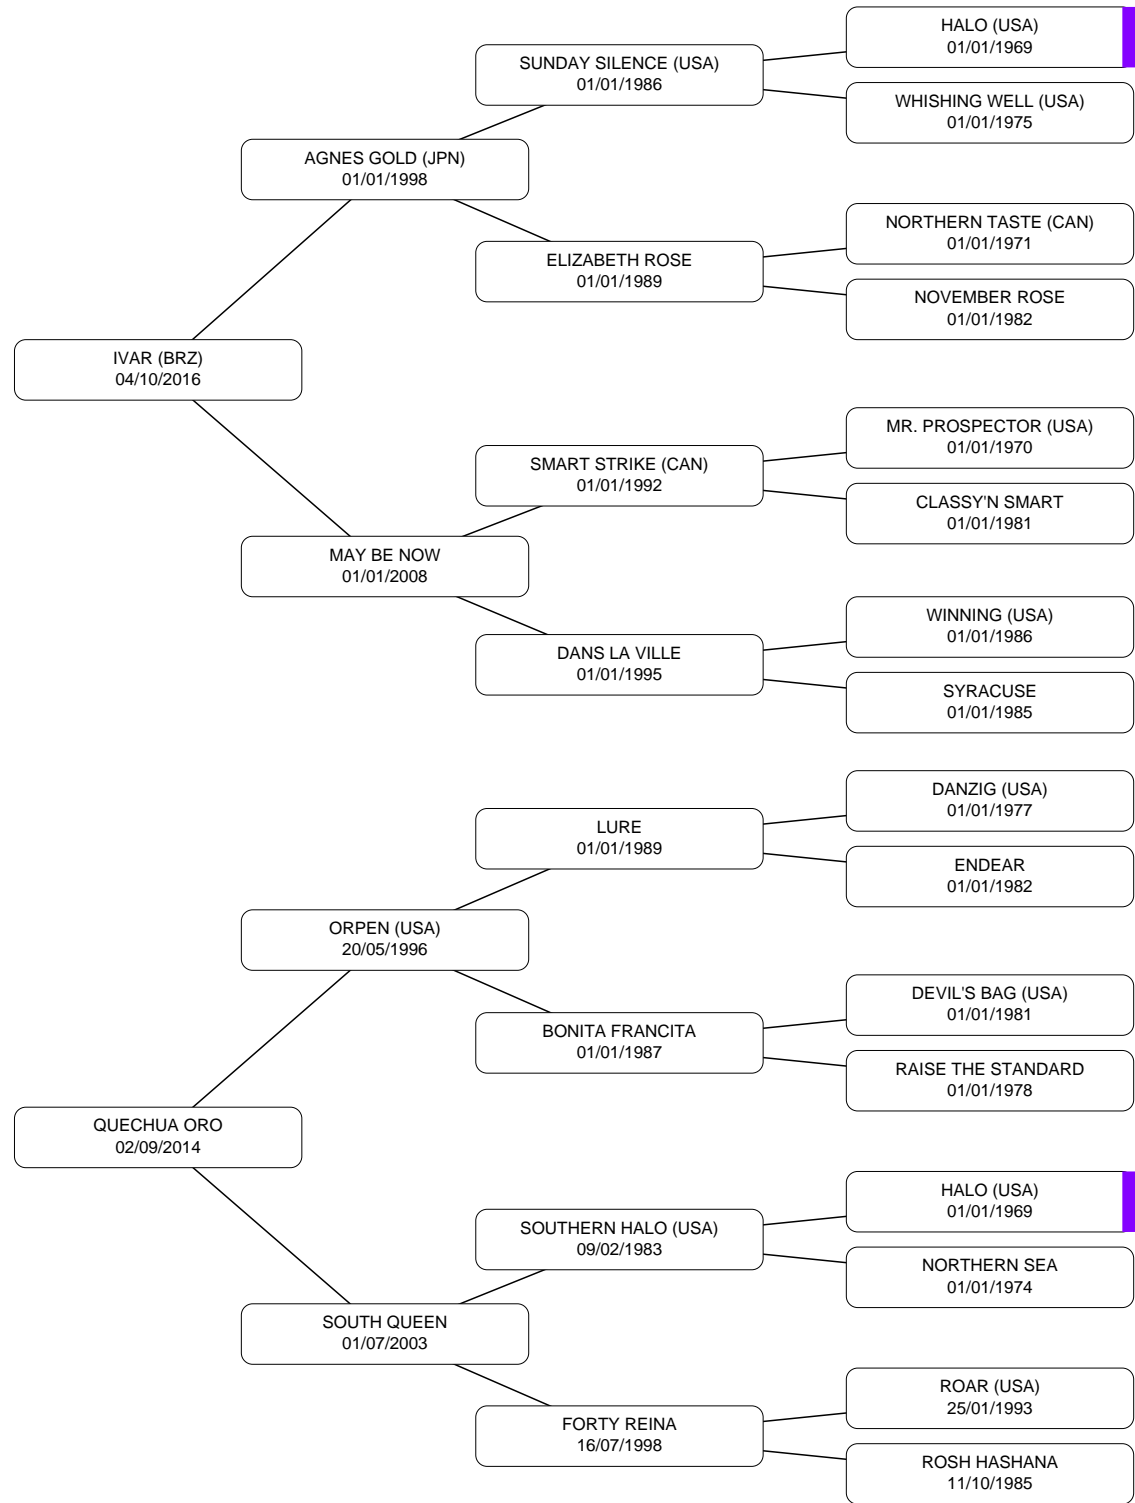 HALO (USA)
01/01/1969
SUNDAY SILENCE (USA)
01/01/1986
WHISHING WELL (USA)
01/01/1975
AGNES GOLD (JPN)
01/01/1998
NORTHERN TASTE (CAN)
01/01/1971
ELIZABETH ROSE
01/01/1989
NOVEMBER ROSE
01/01/1982
IVAR (BRZ)
04/10/2016
MR. PROSPECTOR (USA)
01/01/1970
SMART STRIKE (CAN)
01/01/1992
CLASSY'N SMART
01/01/1981
MAY BE NOW
01/01/2008
WINNING (USA)
01/01/1986
DANS LA VILLE
01/01/1995
SYRACUSE
01/01/1985
DANZIG (USA)
01/01/1977
LURE
01/01/1989
ENDEAR
01/01/1982
ORPEN (USA)
20/05/1996
DEVIL'S BAG (USA)
01/01/1981
BONITA FRANCITA
01/01/1987
RAISE THE STANDARD
01/01/1978
QUECHUA ORO
02/09/2014
HALO (USA)
01/01/1969
SOUTHERN HALO (USA)
09/02/1983
NORTHERN SEA
01/01/1974
SOUTH QUEEN
01/07/2003
ROAR (USA)
25/01/1993
FORTY REINA
16/07/1998
ROSH HASHANA
11/10/1985